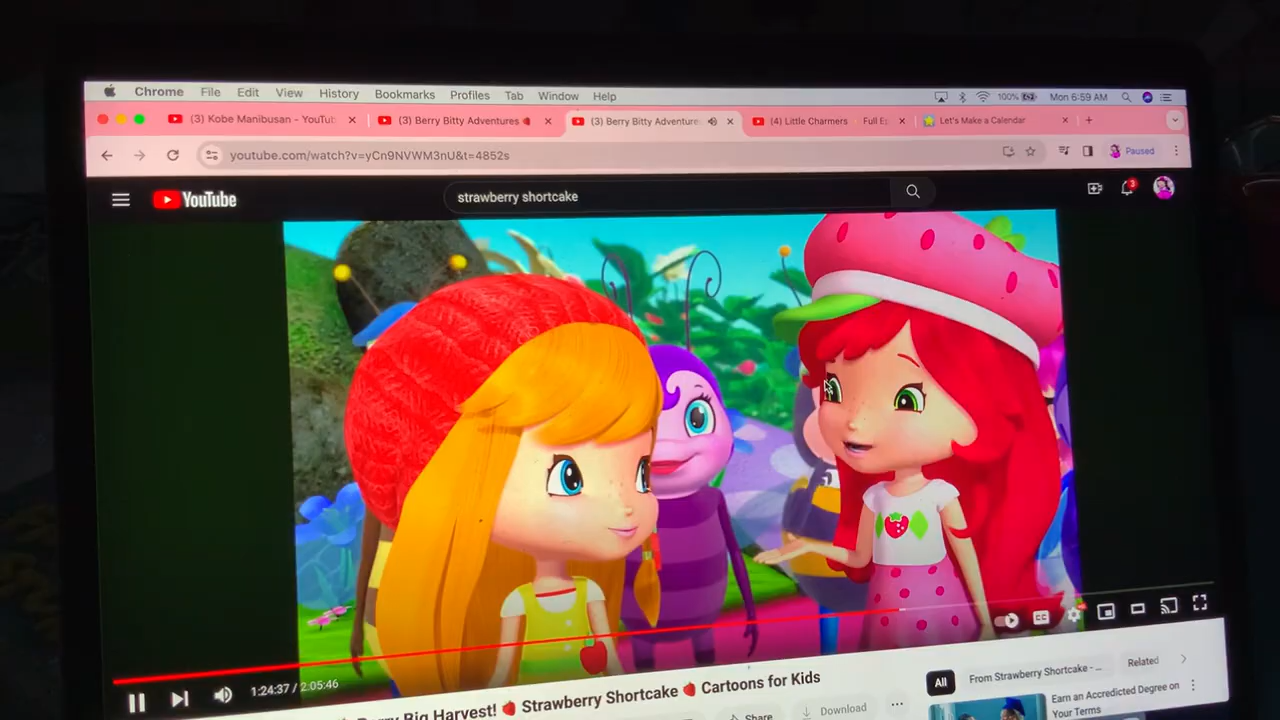 Chrome File Edit View History Bookmarks Profiles Tab Window Help 100% Mon 6:59 AM
(3) Kobe Manibusan - YouTub (3) Berry Bitty Adventures (3) Berry Bitty Adventure (4) Little Charmers Full Ep Let's Make a Calendar
youtube.com/watch?v=yCn9NVWM3nU&t=4852s Paused
YouTube strawberry shortcake 3
CC
1:24:37 / 2:05:46
Berry Big Harvest! Strawberry Shortcake Cartoons for Kids
Share Download ...
All From Strawberry Shortcake - ... Related
Earn an Accredited Degree on
Your Terms